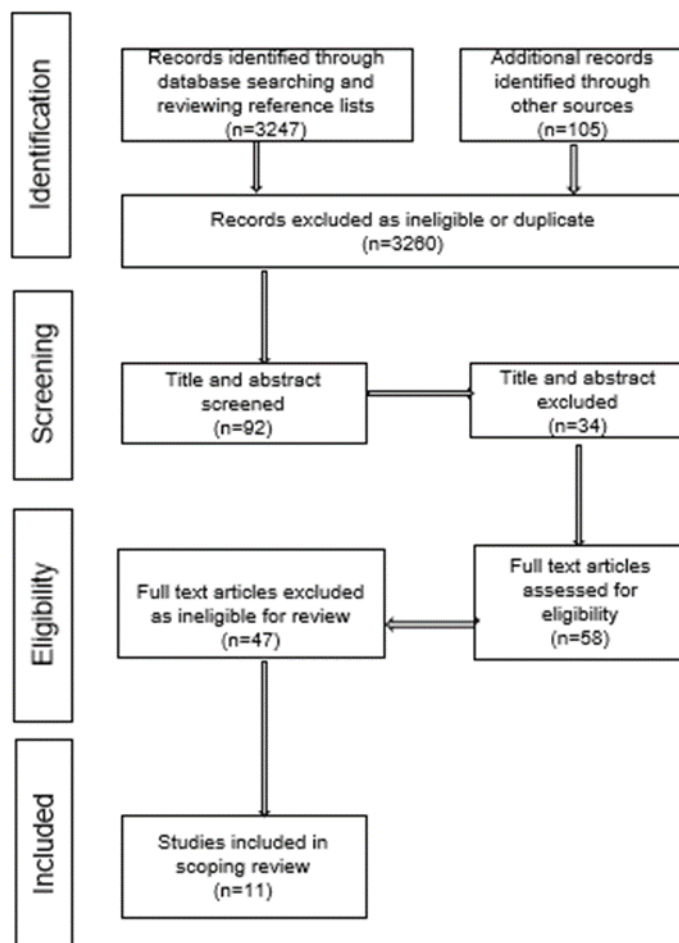 Identification
Records identified through
database searching and
reviewing reference lists
(n=3247)
Additional records
identified through
other sources
(n=105)
Records excluded as ineligible or duplicate
(n=3260)
Screening
Title and abstract
screened
(n=92)
Title and abstract
excluded
(n=34)
Eligibility
Full text articles excluded
as ineligible for review
(n=47)
Full text articles
assessed for
eligibility
(n=58)
Included
Studies included in
scoping review
(n=11)